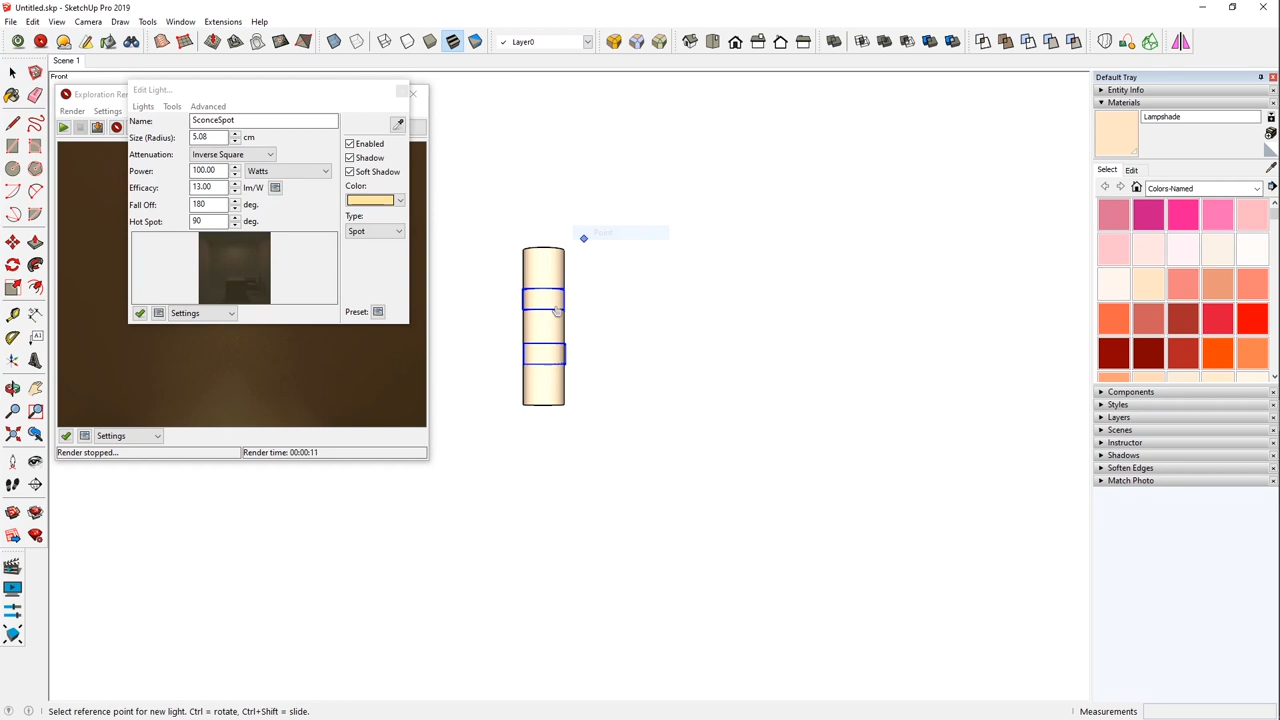 Untitled.skp - SketchUp Pro 2019
File Edit View Camera Draw Tools Window Extensions Help
Layer0
Scene 1
Front
Exploration Ren
Render Settings
Edit Light...
Lights Tools Advanced
Name: SconceSpot
Size (Radius): 5.08 cm
Attenuation: Inverse Square
Power: 100.00 Watts
Efficacy: 13.00 lm/W
Fall Off: 180 deg.
Hot Spot: 90 deg.
Enabled
Shadow
Soft Shadow
Color:
Type:
Spot
Settings
Preset:
Settings
Render stopped... Render time: 00:00:11
Point
Default Tray
Entity Info
Materials
Lampshade
Select Edit
Colors-Named
Components
Styles
Layers
Scenes
Instructor
Shadows
Soften Edges
Match Photo
Select reference point for new light. Ctrl = rotate, Ctrl+Shift = slide.
Measurements